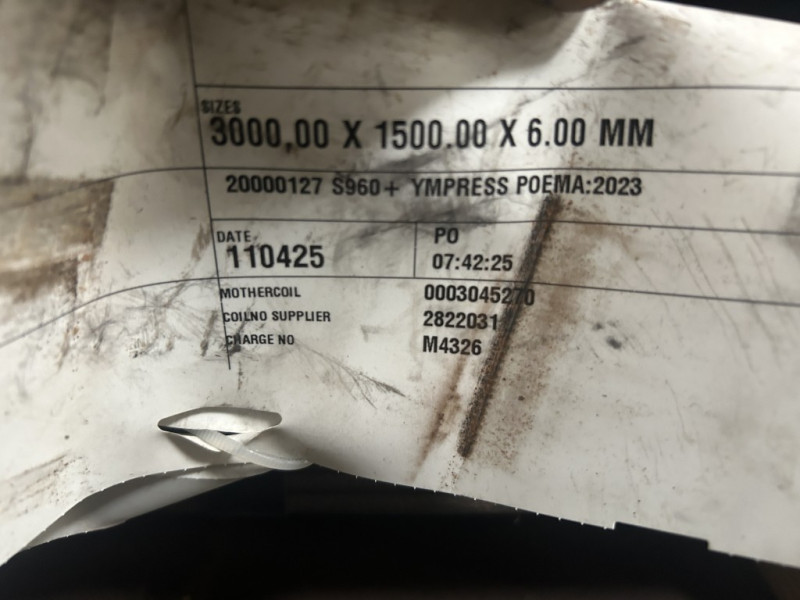 SIZES
3000,00 X 1500.00 X 6.00 MM
20000127 S960+ YMPRESS POEMA:2023
DATE
110425
PO
07:42:25
MOTHERCOIL 0003045270
COILNO SUPPLIER 2822031
CHARGE NO M4326